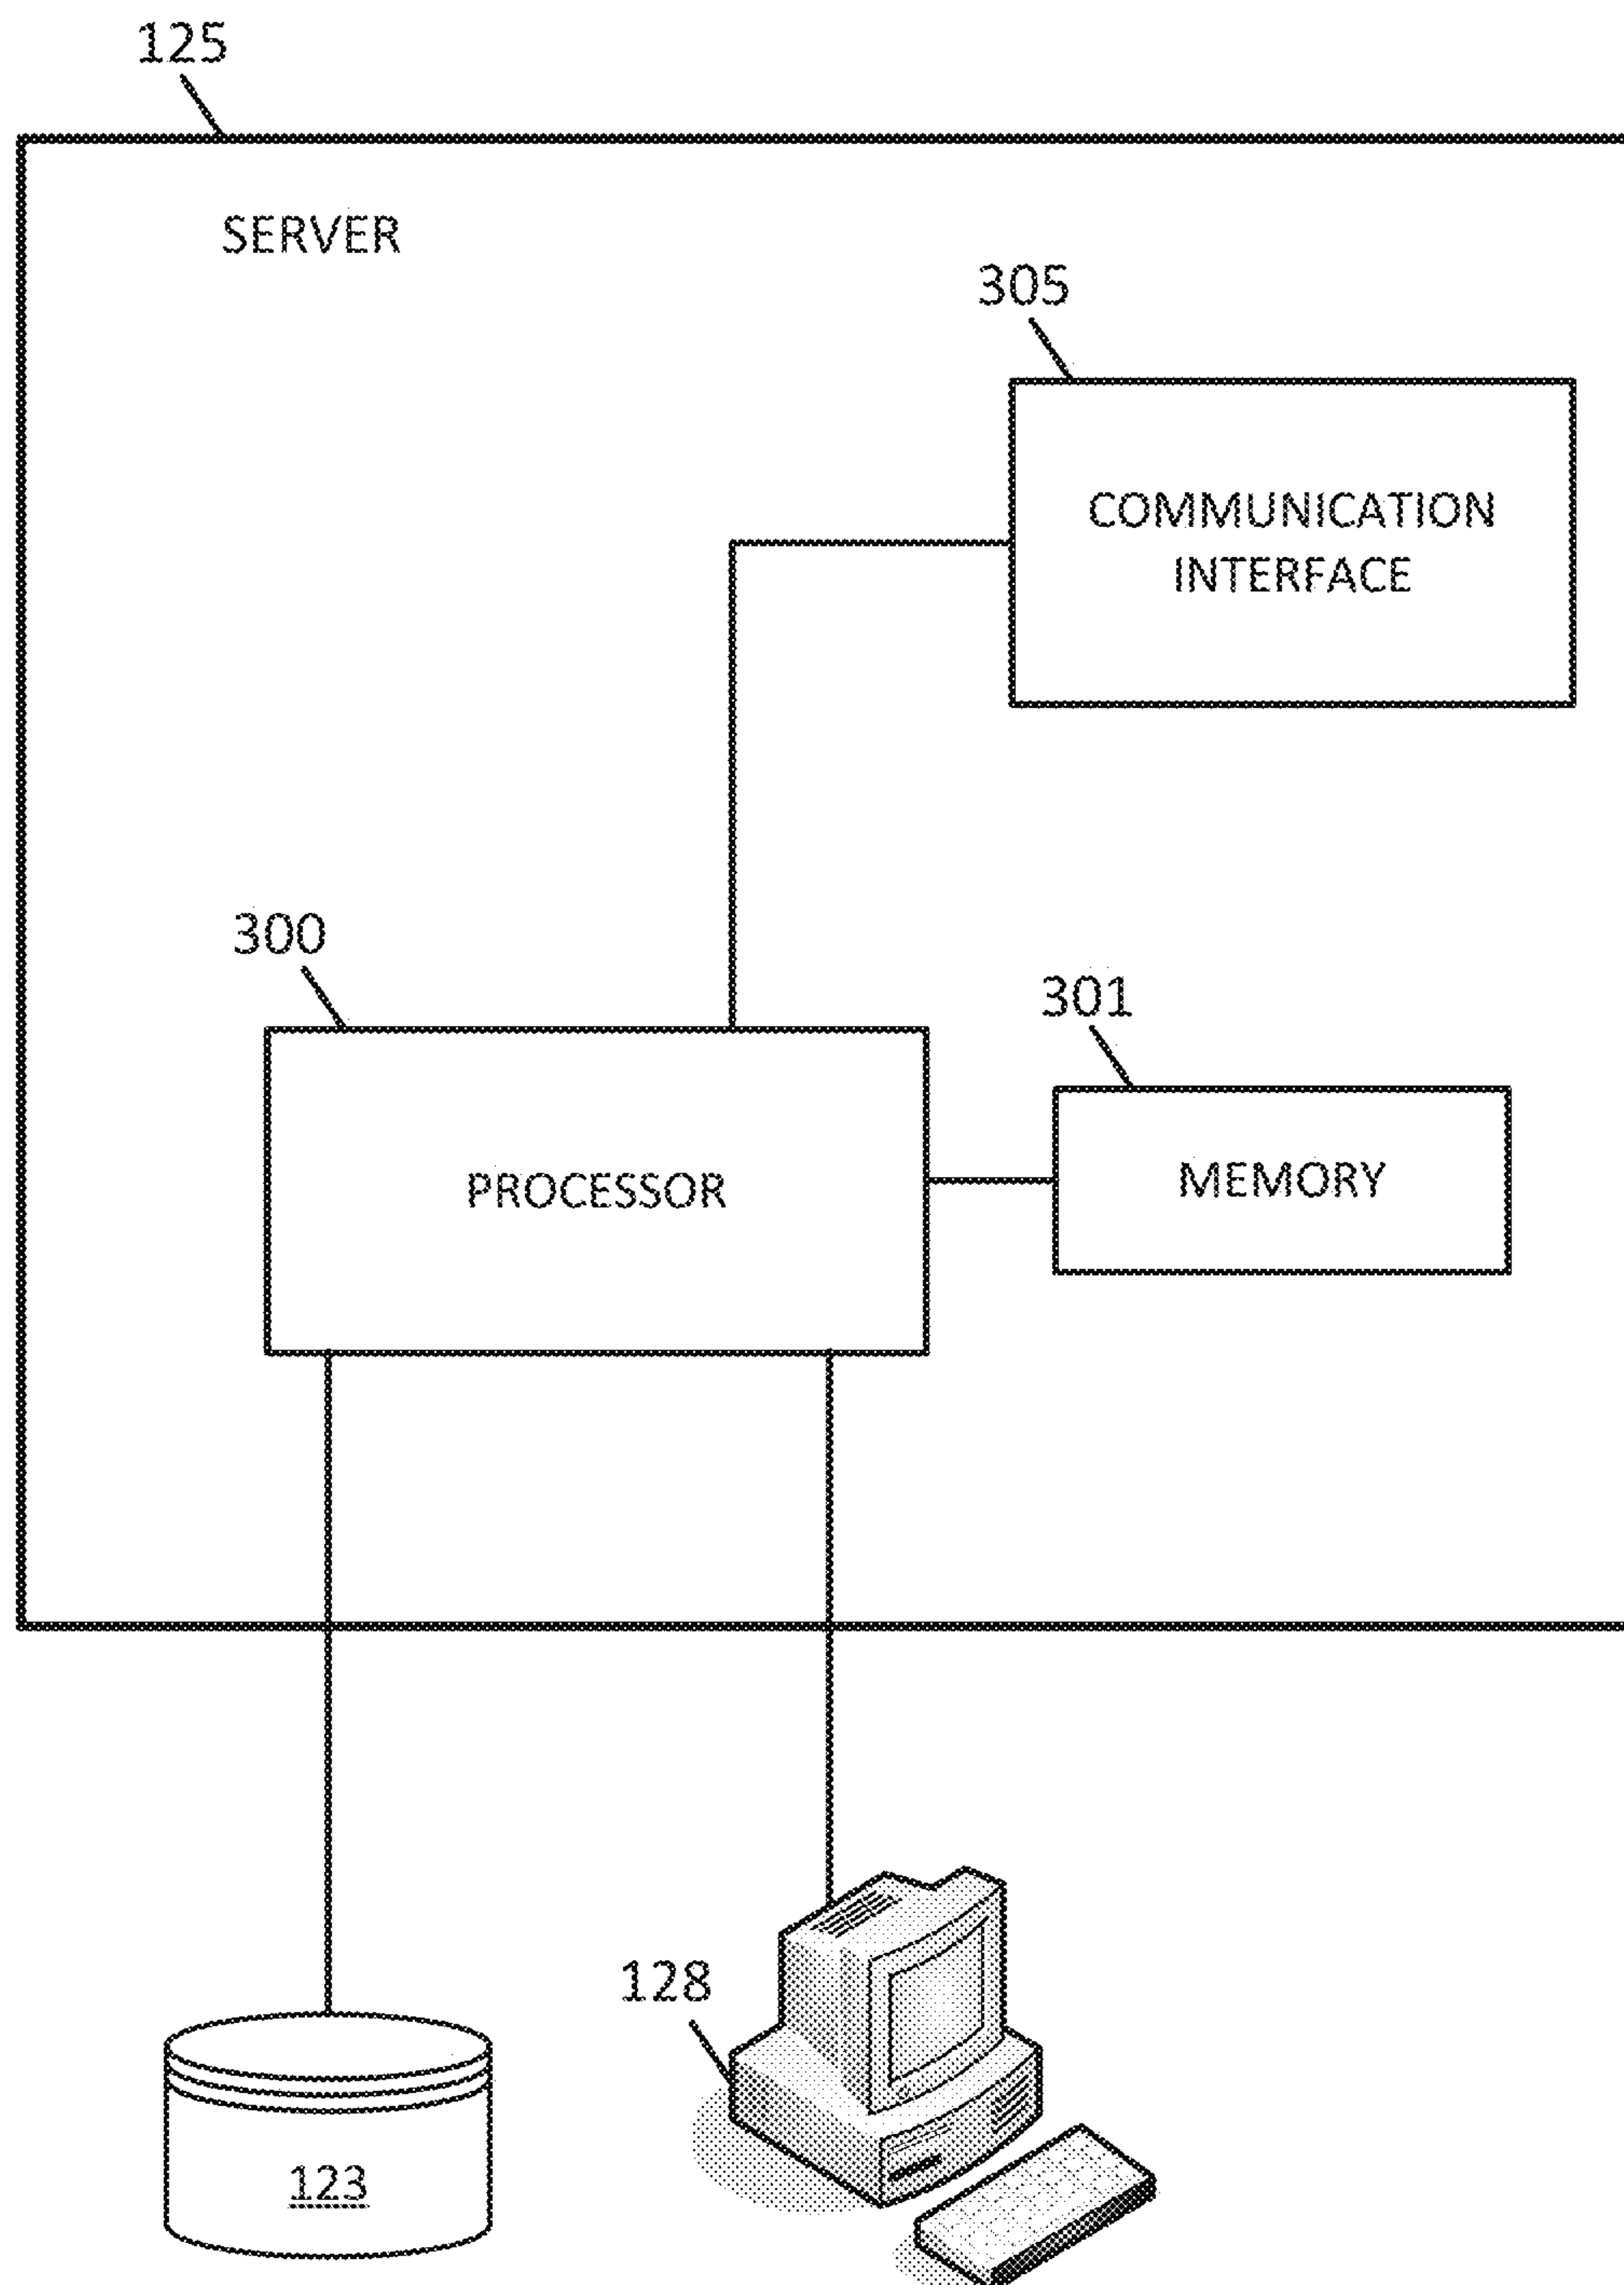 125
SERVER
305
COMMUNICATION
INTERFACE
300
301
PROCESSOR
MEMORY
128
123